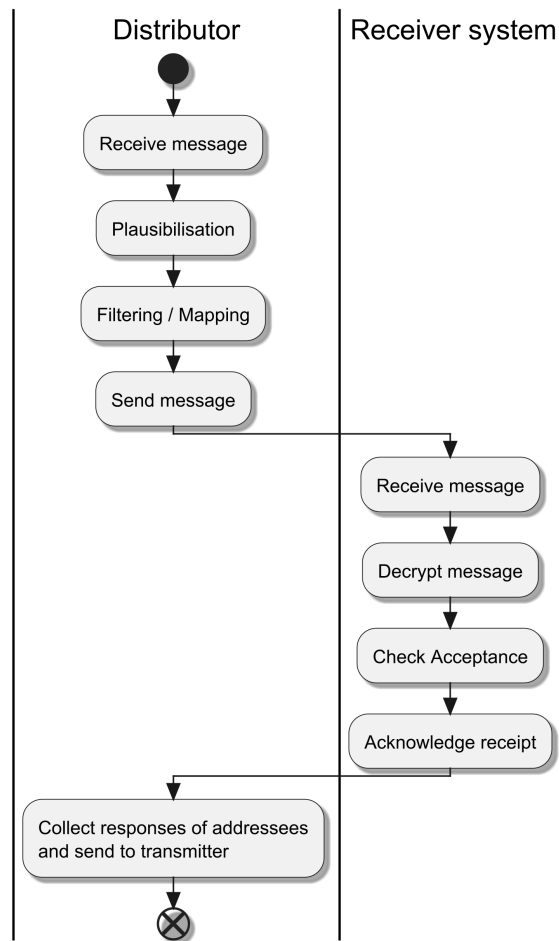 Distributor
Receiver system
Receive message
Plausibilisation
Filtering / Mapping
Send message
Receive message
Decrypt message
Check Acceptance
Acknowledge receipt
Collect responses of addressees
and send to transmitter